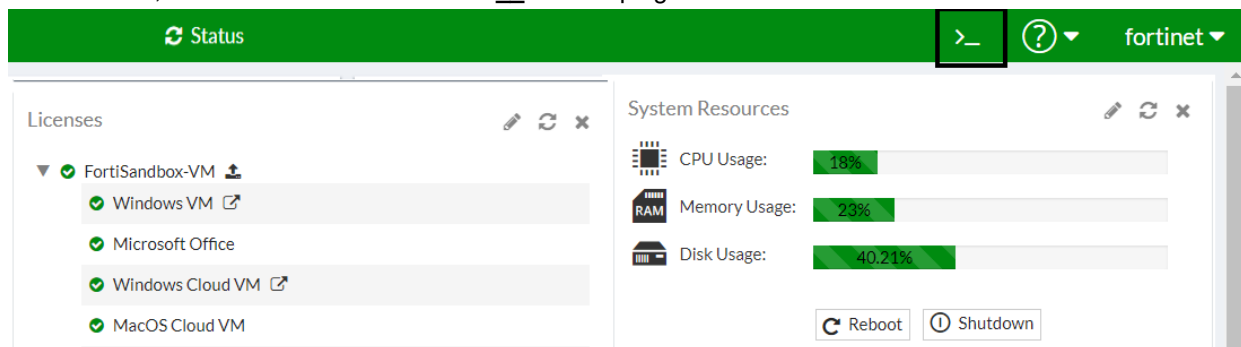 Status
>_
?
fortinet
Licenses
FortiSandbox-VM
Windows VM
Microsoft Office
Windows Cloud VM
MacOS Cloud VM
System Resources
CPU Usage: 18%
RAM Memory Usage: 23%
Disk Usage: 40.21%
Reboot Shutdown